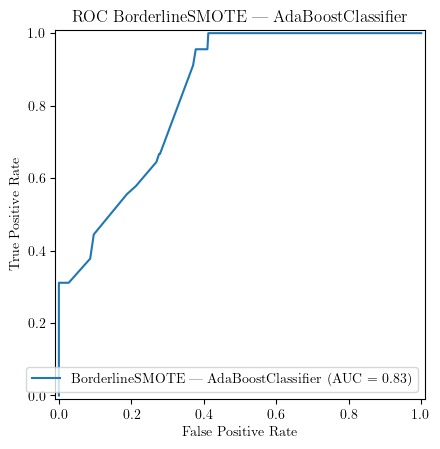 ROC BorderlineSMOTE — AdaBoostClassifier
1.0
0.8
0.6
0.4
0.2
0.0
True Positive Rate
BorderlineSMOTE — AdaBoostClassifier (AUC = 0.83)
0.0 0.2 0.4 0.6 0.8 1.0
False Positive Rate